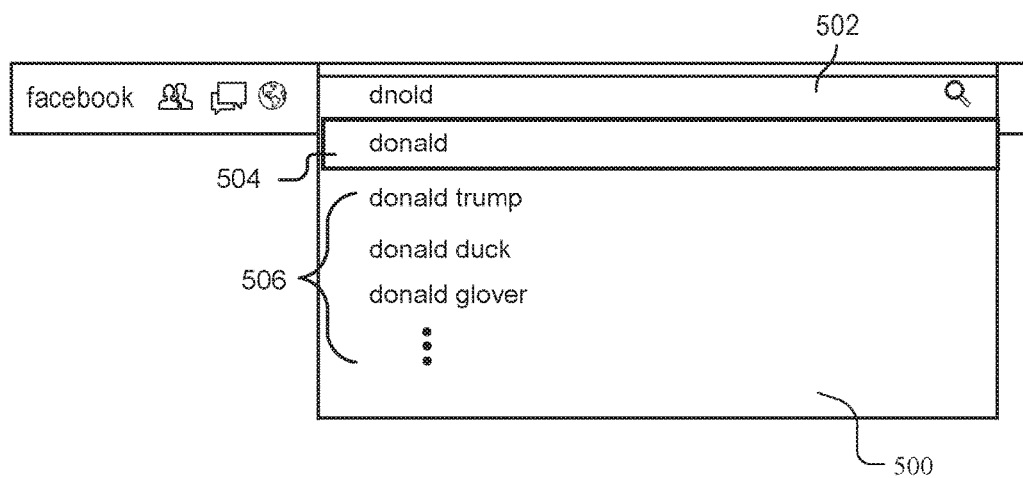 502
facebook dnold
donald
504
donald trump
donald duck
506
donald glover
500